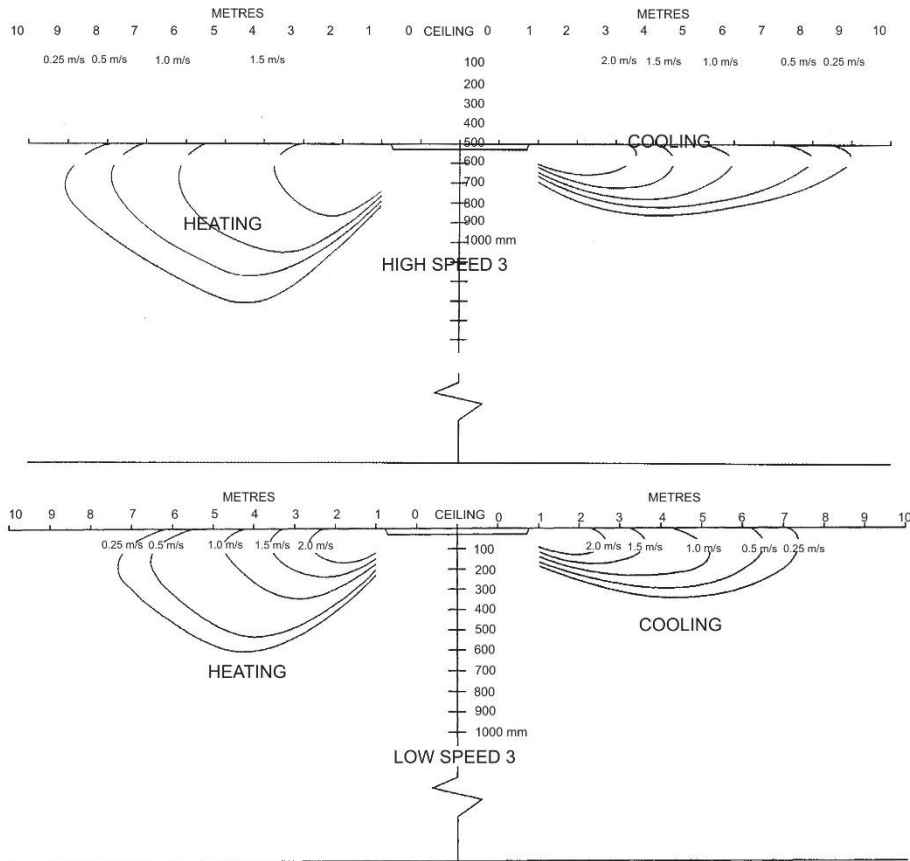 METRES METRES
10 9 8 7 6 5 4 3 2 1 0 CEILING 0 1 2 3 4 5 6 7 8 9 10
0.25 m/s 0.5 m/s 1.0 m/s 1.5 m/s 100 2.0 m/s 1.5 m/s 1.0 m/s 0.5 m/s 0.25 m/s
200
300
400
500 COOLING
600
700
800
HEATING 900
1000 mm
HIGH SPEED 3
METRES METRES
10 9 8 7 6 5 4 3 2 1 0 CEILING 0 1 2 3 4 5 6 7 8 9 10
0.25 m/s 0.5 m/s 1.0 m/s 1.5 m/s 2.0 m/s 100 2.0 m/s 1.5 m/s 1.0 m/s 0.5 m/s 0.25 m/s
200
300
400
500 COOLING
600
HEATING 700
800
900
1000 mm
LOW SPEED 3